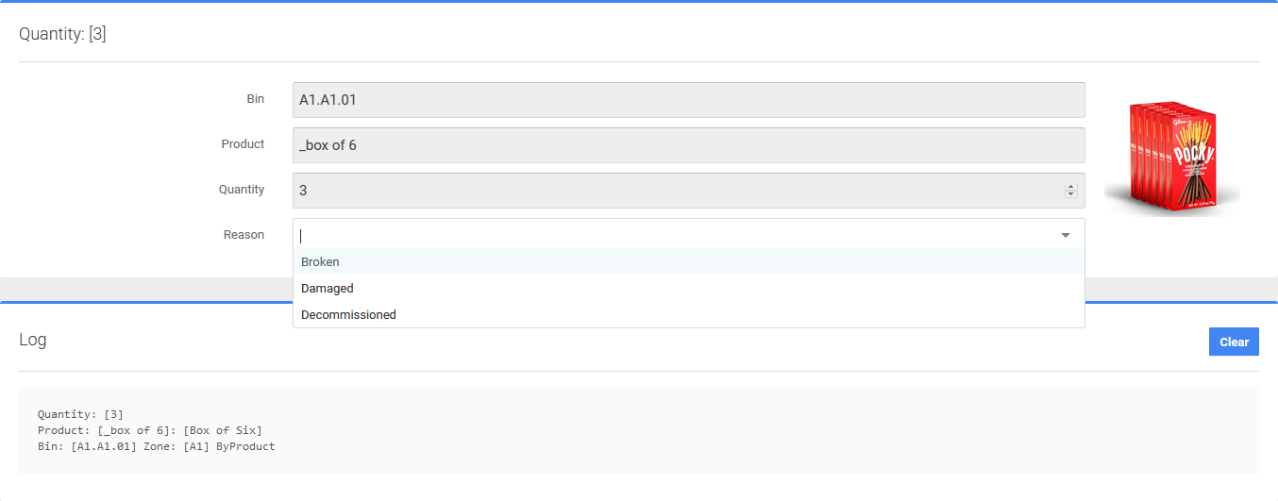 Quantity: [3]
Bin
A1.A1.01
Product
_box of 6
Quantity
3
Reason
Broken
Damaged
Decommissioned
POCKY
Log
Clear
Quantity: [3]
Product: [_box of 6]: [Box of Six]
Bin: [A1.A1.01] Zone: [A1] ByProduct